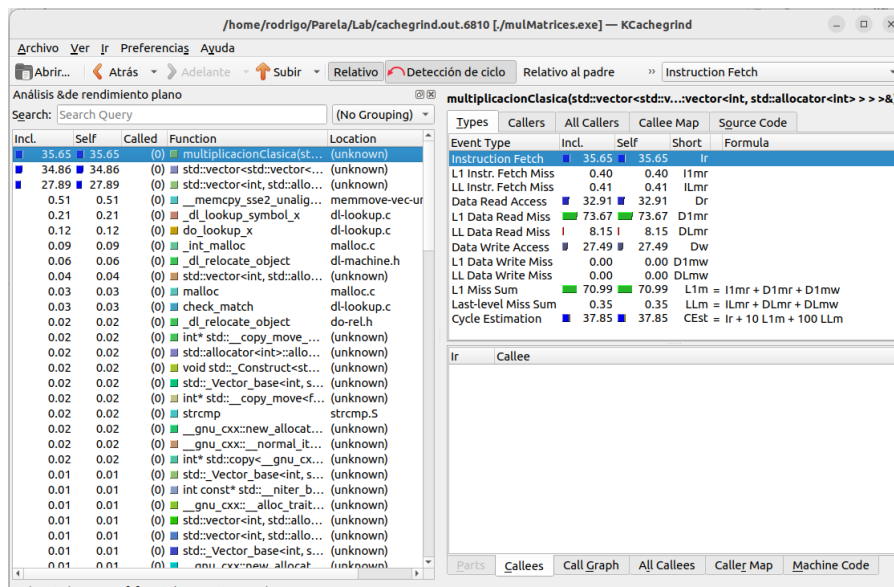 /home/rodrigo/Parela/Lab/cachegrind.out.6810 [./mulMatrices.exe] — KCachegrind
Archivo Ver Ir Preferencias Ayuda
Abrir... Atrás Adelante Subir Relativo Detección de ciclo Relativo al padre » Instruction Fetch
Análisis &de rendimiento plano
Search: Search Query (No Grouping)
Incl. Self Called Function Location
35.65 35.65 (0) multiplicacionClasica(st... (unknown)
34.86 34.86 (0) std::vector<std::vector<... (unknown)
27.89 27.89 (0) std::vector<int, std::allo... (unknown)
0.51 0.51 (0) __memcpy_sse2_unalig... memmove-vec-ur
0.21 0.21 (0) _dl_lookup_symbol_x dl-lookup.c
0.12 0.12 (0) do_lookup_x dl-lookup.c
0.09 0.09 (0) _int_malloc malloc.c
0.06 0.06 (0) _dl_relocate_object dl-machine.h
0.04 0.04 (0) std::vector<int, std::allo... (unknown)
0.03 0.03 (0) malloc malloc.c
0.03 0.03 (0) check_match dl-lookup.c
0.02 0.02 (0) _dl_relocate_object do-rel.h
0.02 0.02 (0) int* std::__copy_move_... (unknown)
0.02 0.02 (0) std::allocator<int>::allo... (unknown)
0.02 0.02 (0) void std::_Construct<st... (unknown)
0.02 0.02 (0) std::_Vector_base<int, s... (unknown)
0.02 0.02 (0) int* std::__copy_move<f... (unknown)
0.02 0.02 (0) strcmp strcmp.S
0.02 0.02 (0) __gnu_cxx::new_allocat... (unknown)
0.02 0.02 (0) __gnu_cxx::__normal_it... (unknown)
0.02 0.02 (0) int* std::copy<__gnu_cx... (unknown)
0.01 0.01 (0) std::_Vector_base<int, s... (unknown)
0.01 0.01 (0) int const* std::__niter_b... (unknown)
0.01 0.01 (0) __gnu_cxx::__alloc_trait... (unknown)
0.01 0.01 (0) std::vector<int, std::allo... (unknown)
0.01 0.01 (0) std::vector<int, std::allo... (unknown)
0.01 0.01 (0) std::_Vector_base<int, s... (unknown)
0.01 0.01 (0) __gnu_cxx::new_allocat... (unknown)
multiplicacionClasica(std::vector<std::v...:vector<int, std::allocator<int> > > >&
Types Callers All Callers Callee Map Source Code
Event Type Incl. Self Short Formula
Instruction Fetch 35.65 35.65 Ir
L1 Instr. Fetch Miss 0.40 0.40 I1mr
LL Instr. Fetch Miss 0.41 0.41 ILmr
Data Read Access 32.91 32.91 Dr
L1 Data Read Miss 73.67 73.67 D1mr
LL Data Read Miss 8.15 8.15 DLmr
Data Write Access 27.49 27.49 Dw
L1 Data Write Miss 0.00 0.00 D1mw
LL Data Write Miss 0.00 0.00 DLmw
L1 Miss Sum 70.99 70.99 L1m = I1mr + D1mr + D1mw
Last-level Miss Sum 0.35 0.35 LLm = ILmr + DLmr + DLmw
Cycle Estimation 37.85 37.85 CEst = Ir + 10 L1m + 100 LLm
Ir Callee
Parts Callees Call Graph All Callees Caller Map Machine Code